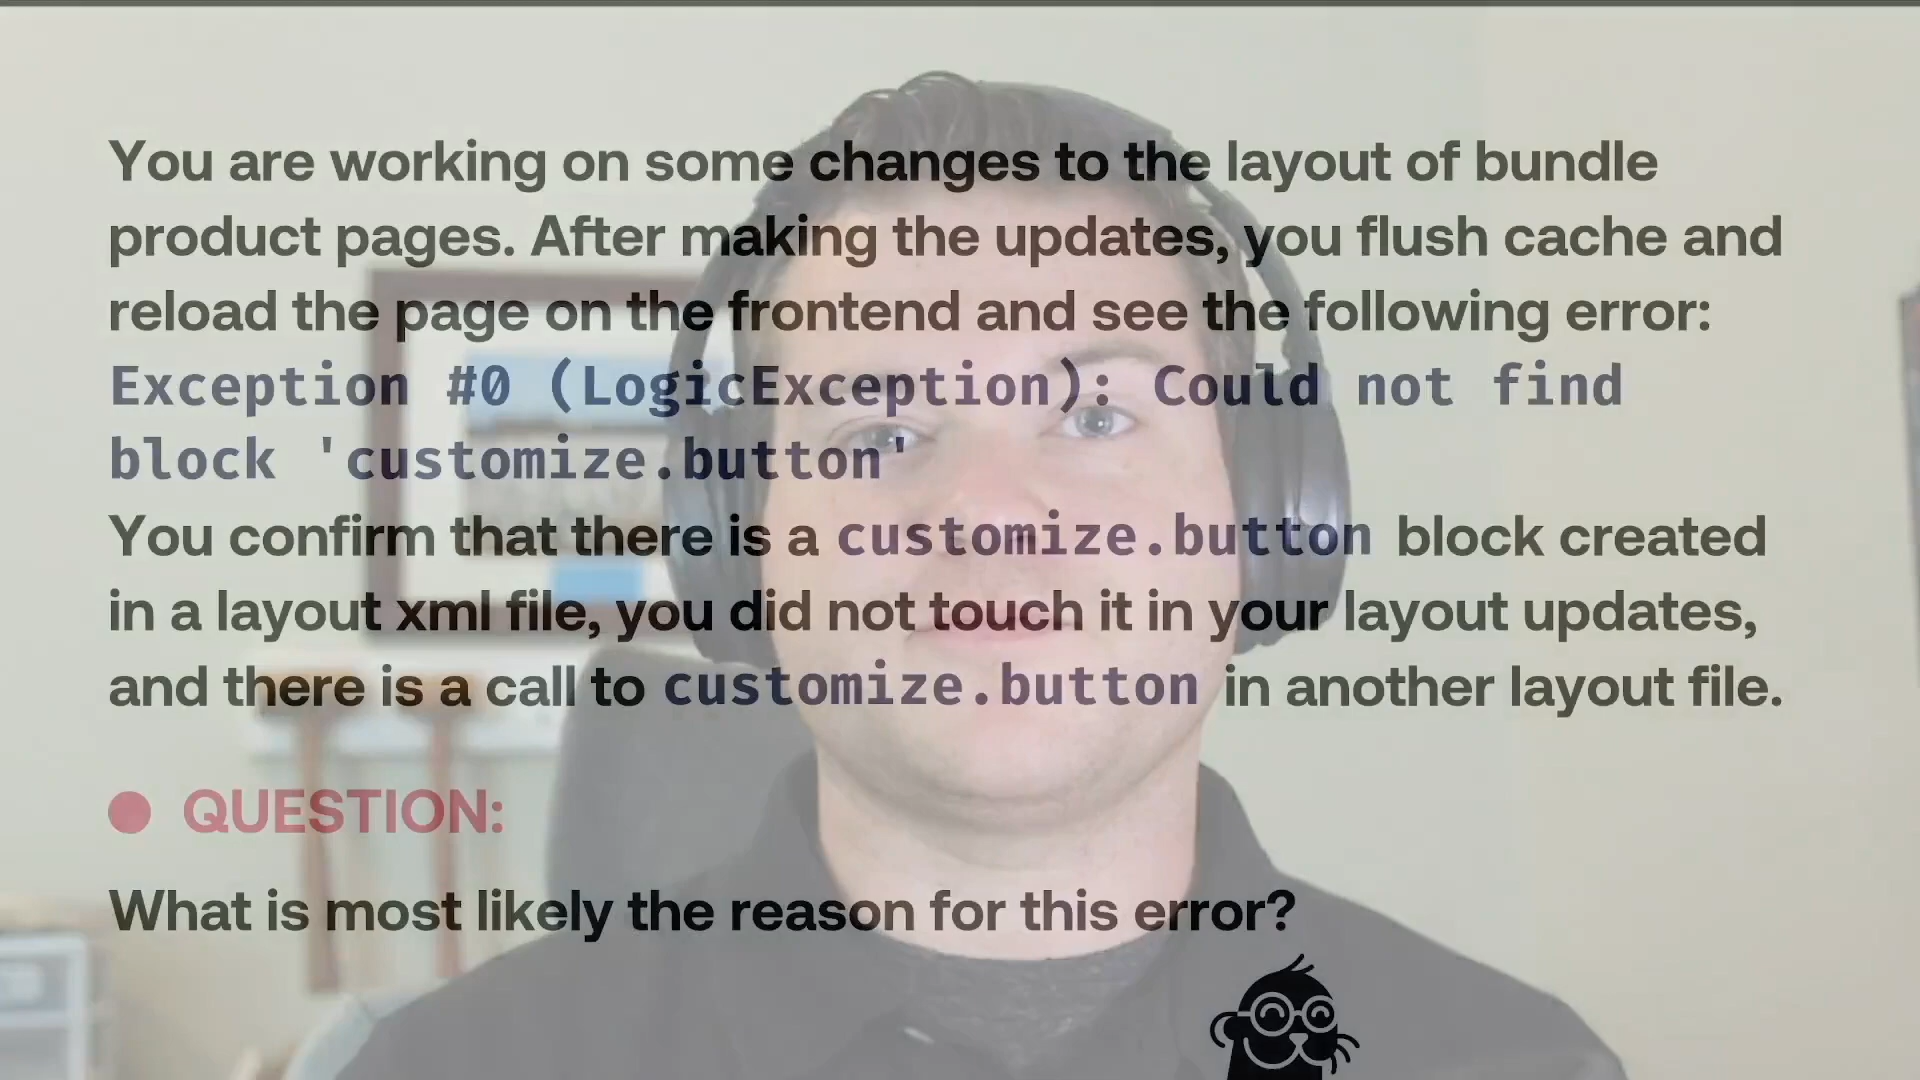 You are working on some changes to the layout of bundle
product pages. After making the updates, you flush cache and
reload the page on the frontend and see the following error:
Exception #0 (LogicException): Could not find
block 'customize.button'
You confirm that there is a customize.button block created
in a layout xml file, you did not touch it in your layout updates,
and there is a call to customize.button in another layout file.
QUESTION:
What is most likely the reason for this error?